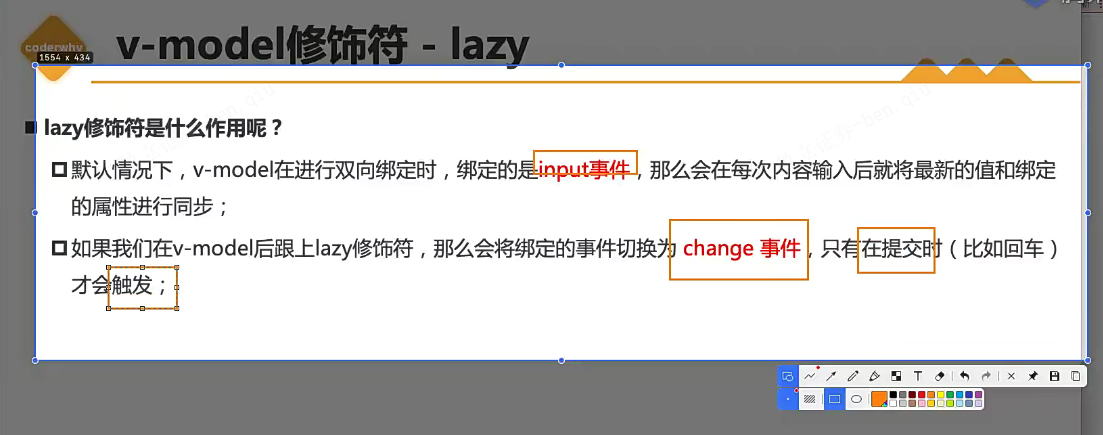 coderwhy
v-model修饰符 - lazy
1554 x 434
lazy修饰符是什么作用呢？
默认情况下，v-model在进行双向绑定时，绑定的是input事件，那么会在每次内容输入后就将最新的值和绑定
的属性进行同步；
如果我们在v-model后跟上lazy修饰符，那么会将绑定的事件切换为 change 事件，只有在提交时（比如回车）
才会触发；
T